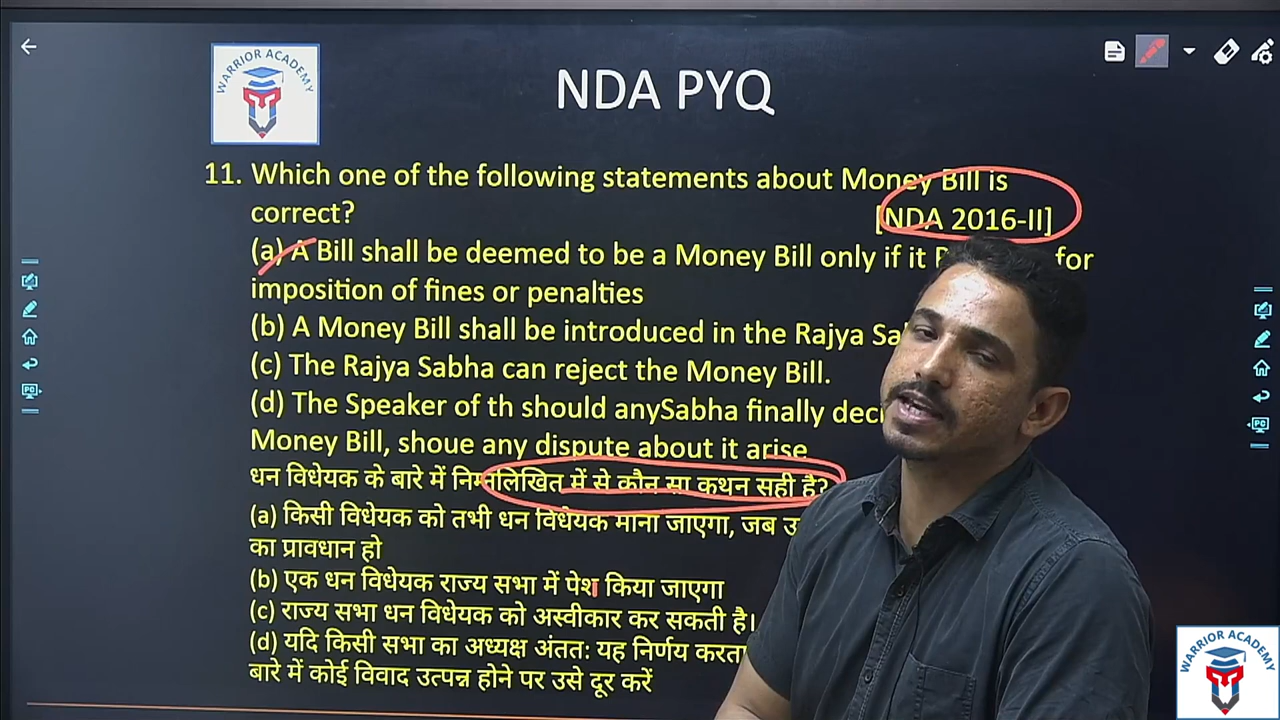 WARRIOR ACADEMY
NDA PYQ
11. Which one of the following statements about Money Bill is
correct? [NDA 2016-II]
(a) A Bill shall be deemed to be a Money Bill only if it for
imposition of fines or penalties
(b) A Money Bill shall be introduced in the Rajya
(c) The Rajya Sabha can reject the Money Bill.
(d) The Speaker of th should anySabha finally
Money Bill, shoue any dispute about it arise
धन विधेयक के बारे में निम्नलिखित में से कौन सा कथन सही है?
(a) किसी विधेयक को तभी धन विधेयक माना जाएगा, जब
का प्रावधान हो
(b) एक धन विधेयक राज्य सभा में पेश किया जाएगा
(c) राज्य सभा धन विधेयक को अस्वीकार कर सकती है।
(d) यदि किसी सभा का अध्यक्ष अंतत: यह निर्णय
बारे में कोई विवाद उत्पन्न होने पर उसे दूर करें
WARRIOR ACADEMY